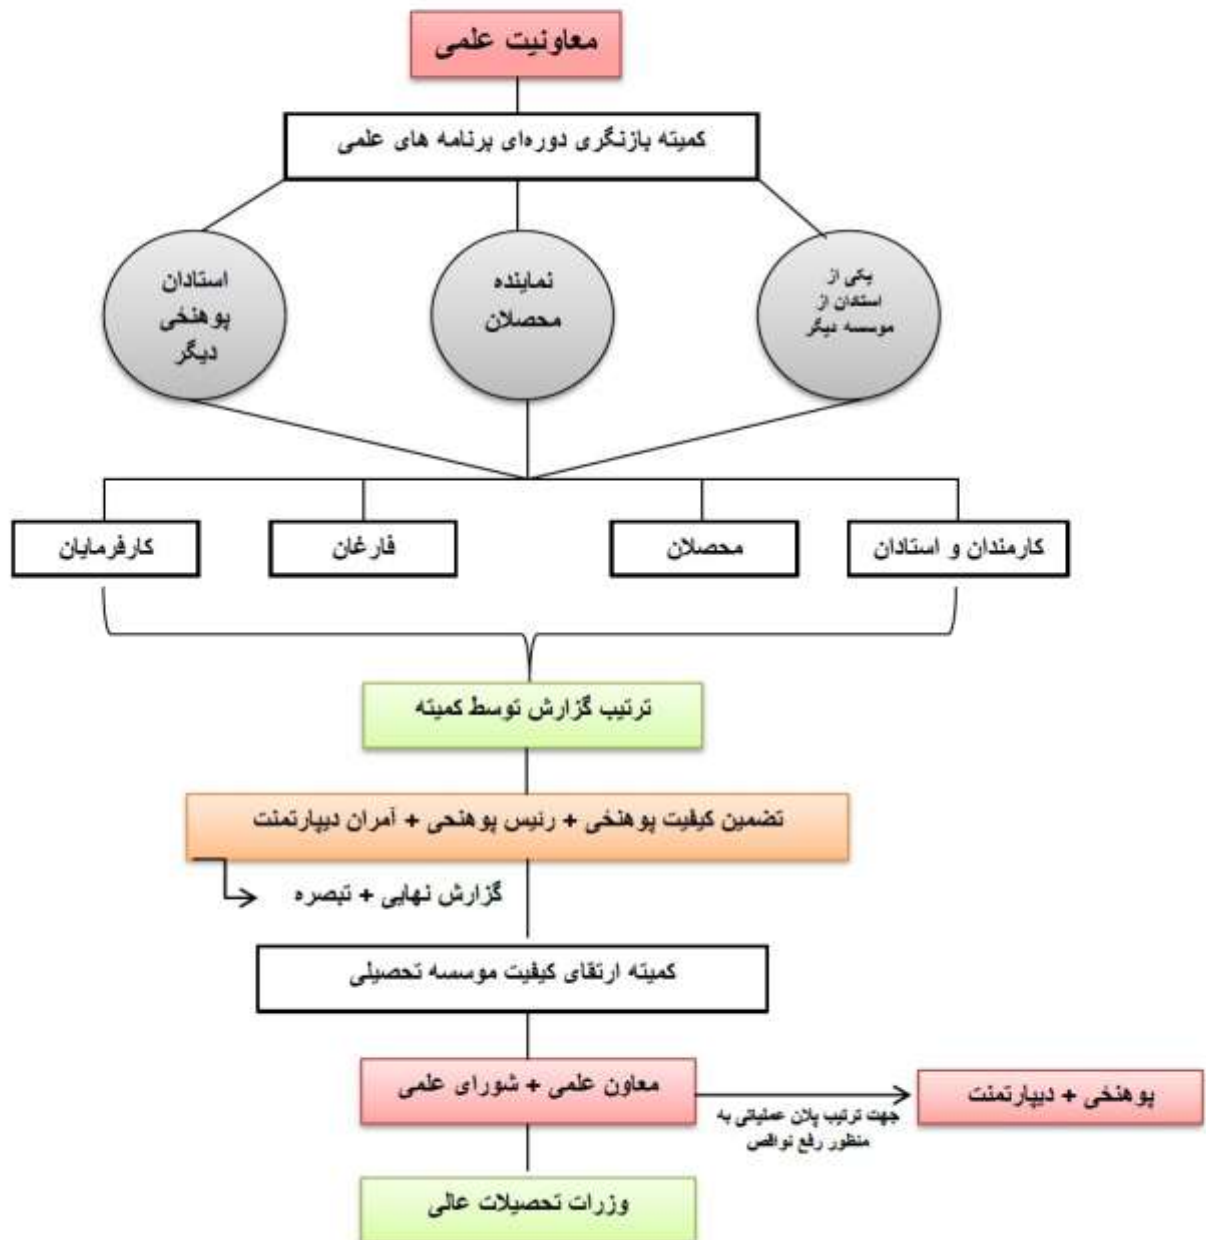 معاونیت علمی
کمیته بازنگری دوره‌ای برنامه های علمی
یکی از
استادان از
موسسه دیگر
نماینده
محصلان
استادان
پوهنحی
دیگر
کارمندان و استادان
محصلان
فارغان
کارفرمایان
ترتیب گزارش توسط کمیته
تضمین کیفیت پوهنحی + رئیس پوهنحی + آمران دیپارتمنت
گزارش نهایی + تبصره
کمیته ارتقای کیفیت موسسه تحصیلی
معاون علمی + شورای علمی
جهت ترتیب پلان عملیاتی به
منظور رفع نواقص
پوهنحی + دیپارتمنت
وزرات تحصیلات عالی